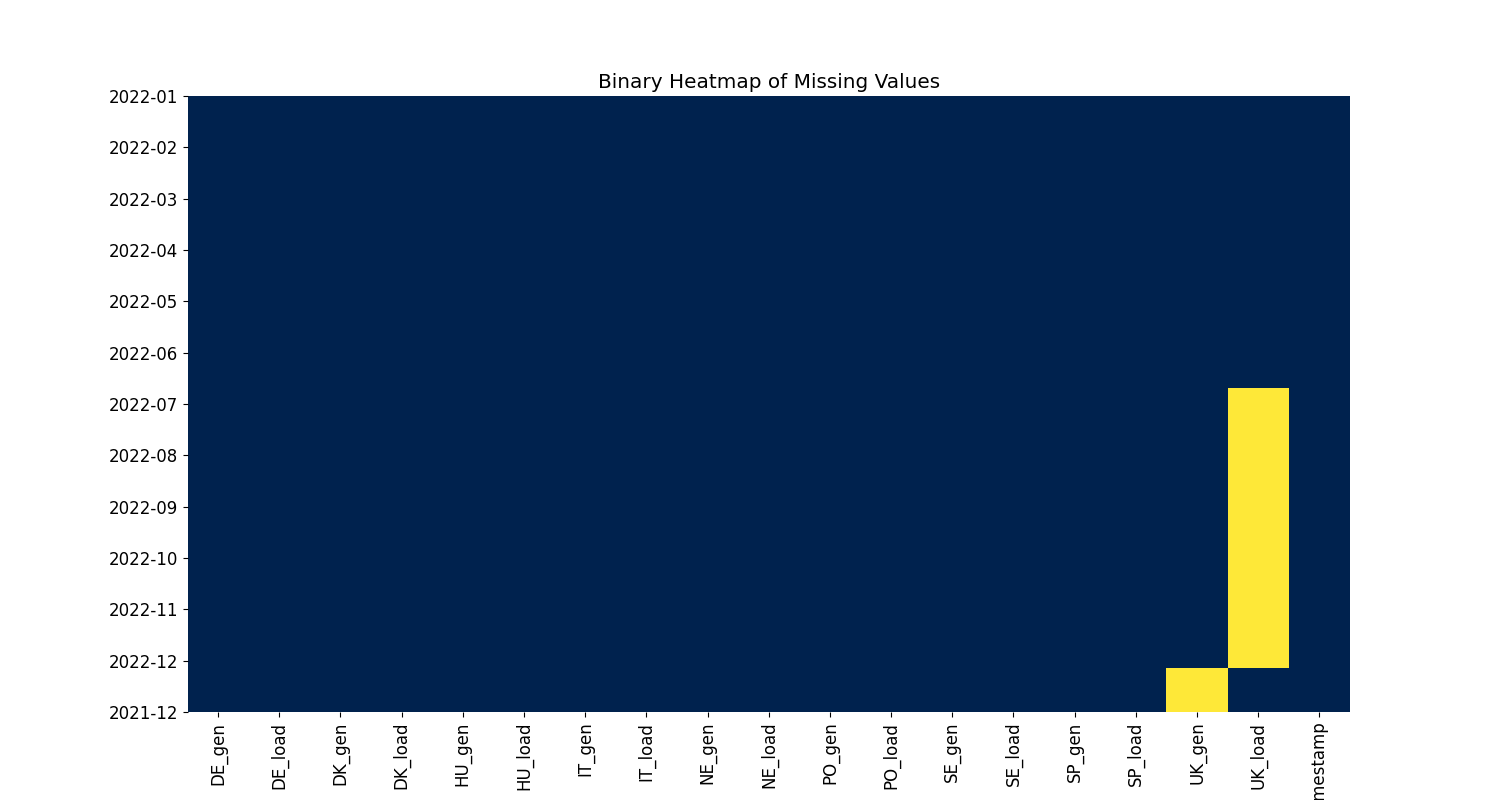 Binary Heatmap of Missing Values
2022-01
2022-02
2022-03
2022-04
2022-05
2022-06
2022-07
2022-08
2022-09
2022-10
2022-11
2022-12
2021-12
DE_gen
DE_load
DK_gen
DK_load
HU_gen
HU_load
IT_gen
IT_load
NE_gen
NE_load
PO_gen
PO_load
SE_gen
SE_load
SP_gen
SP_load
UK_gen
UK_load
mestamp